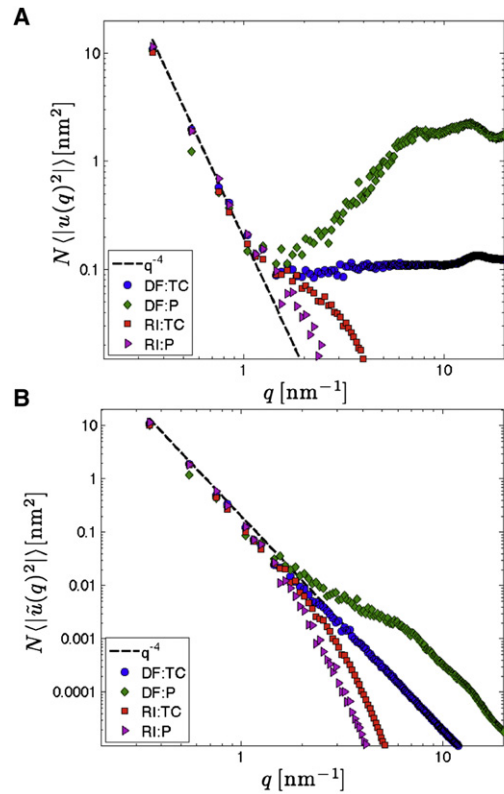 A
N⟨|u(q)²|⟩[nm²]
10
1
0.1
q⁻⁴
DF:TC
DF:P
RI:TC
RI:P
1
10
q [nm⁻¹]
B
N⟨|ũ(q)²|⟩[nm²]
10
1
0.1
0.01
0.001
0.0001
q⁻⁴
DF:TC
DF:P
RI:TC
RI:P
1
10
q [nm⁻¹]